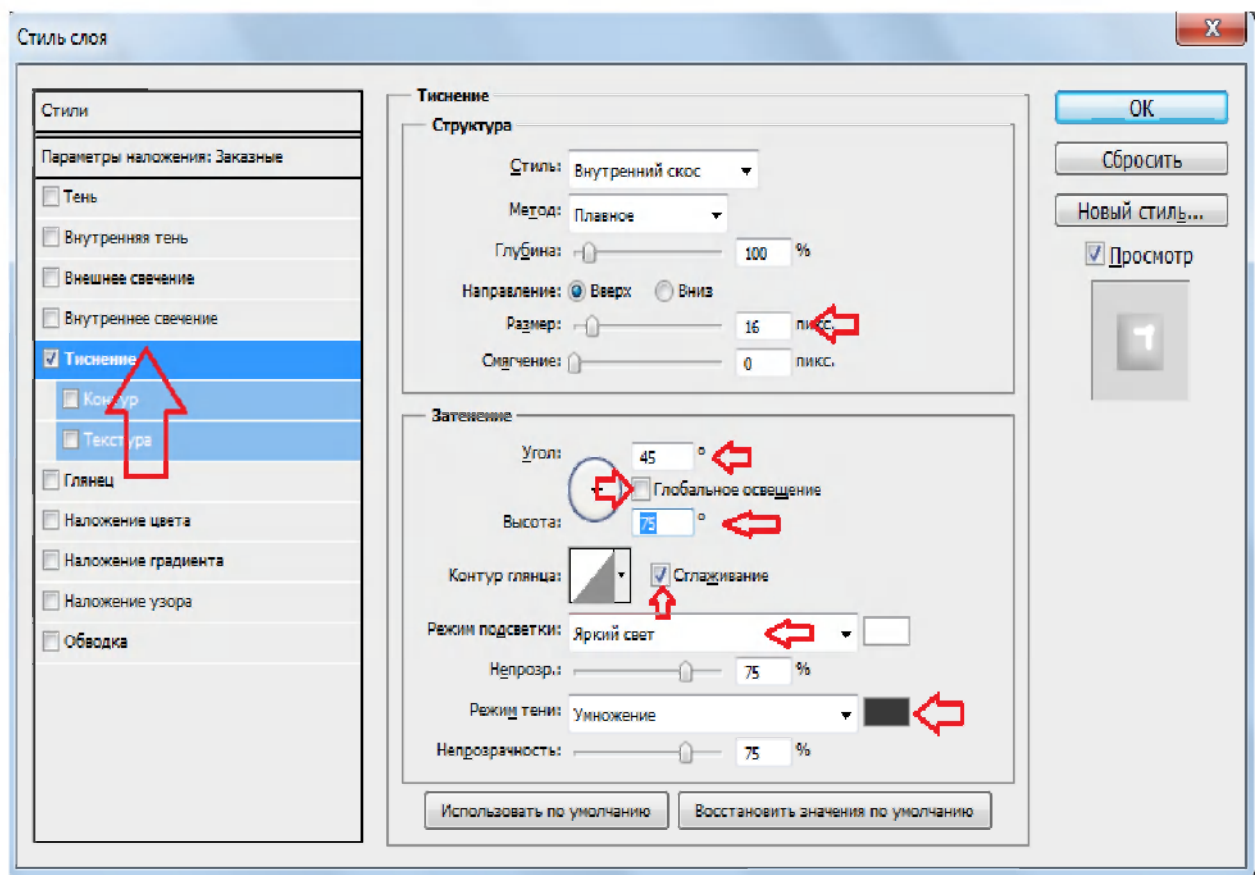 Стиль слоя
X
Стили
Параметры наложения: Заказные
Тень
Внутренняя тень
Внешнее свечение
Внутреннее свечение
Тиснение
Контур
Текстура
Глянец
Наложение цвета
Наложение градиента
Наложение узора
Обводка
Тиснение
Структура
Стиль: Внутренний скос
Метод: Плавное
Глубина: 100 %
Направление: Вверх Вниз
Размер: 16 пикс.
Смягчение: 0 пикс.
Затенение
Угол: 45 °
Глобальное освещение
Высота: 75 °
Контур глянца: Сглаживание
Режим подсветки: Яркий свет
Непрозр.: 75 %
Режим тени: Умножение
Непрозрачность: 75 %
Использовать по умолчанию Восстановить значения по умолчанию
OK
Сбросить
Новый стиль...
Просмотр